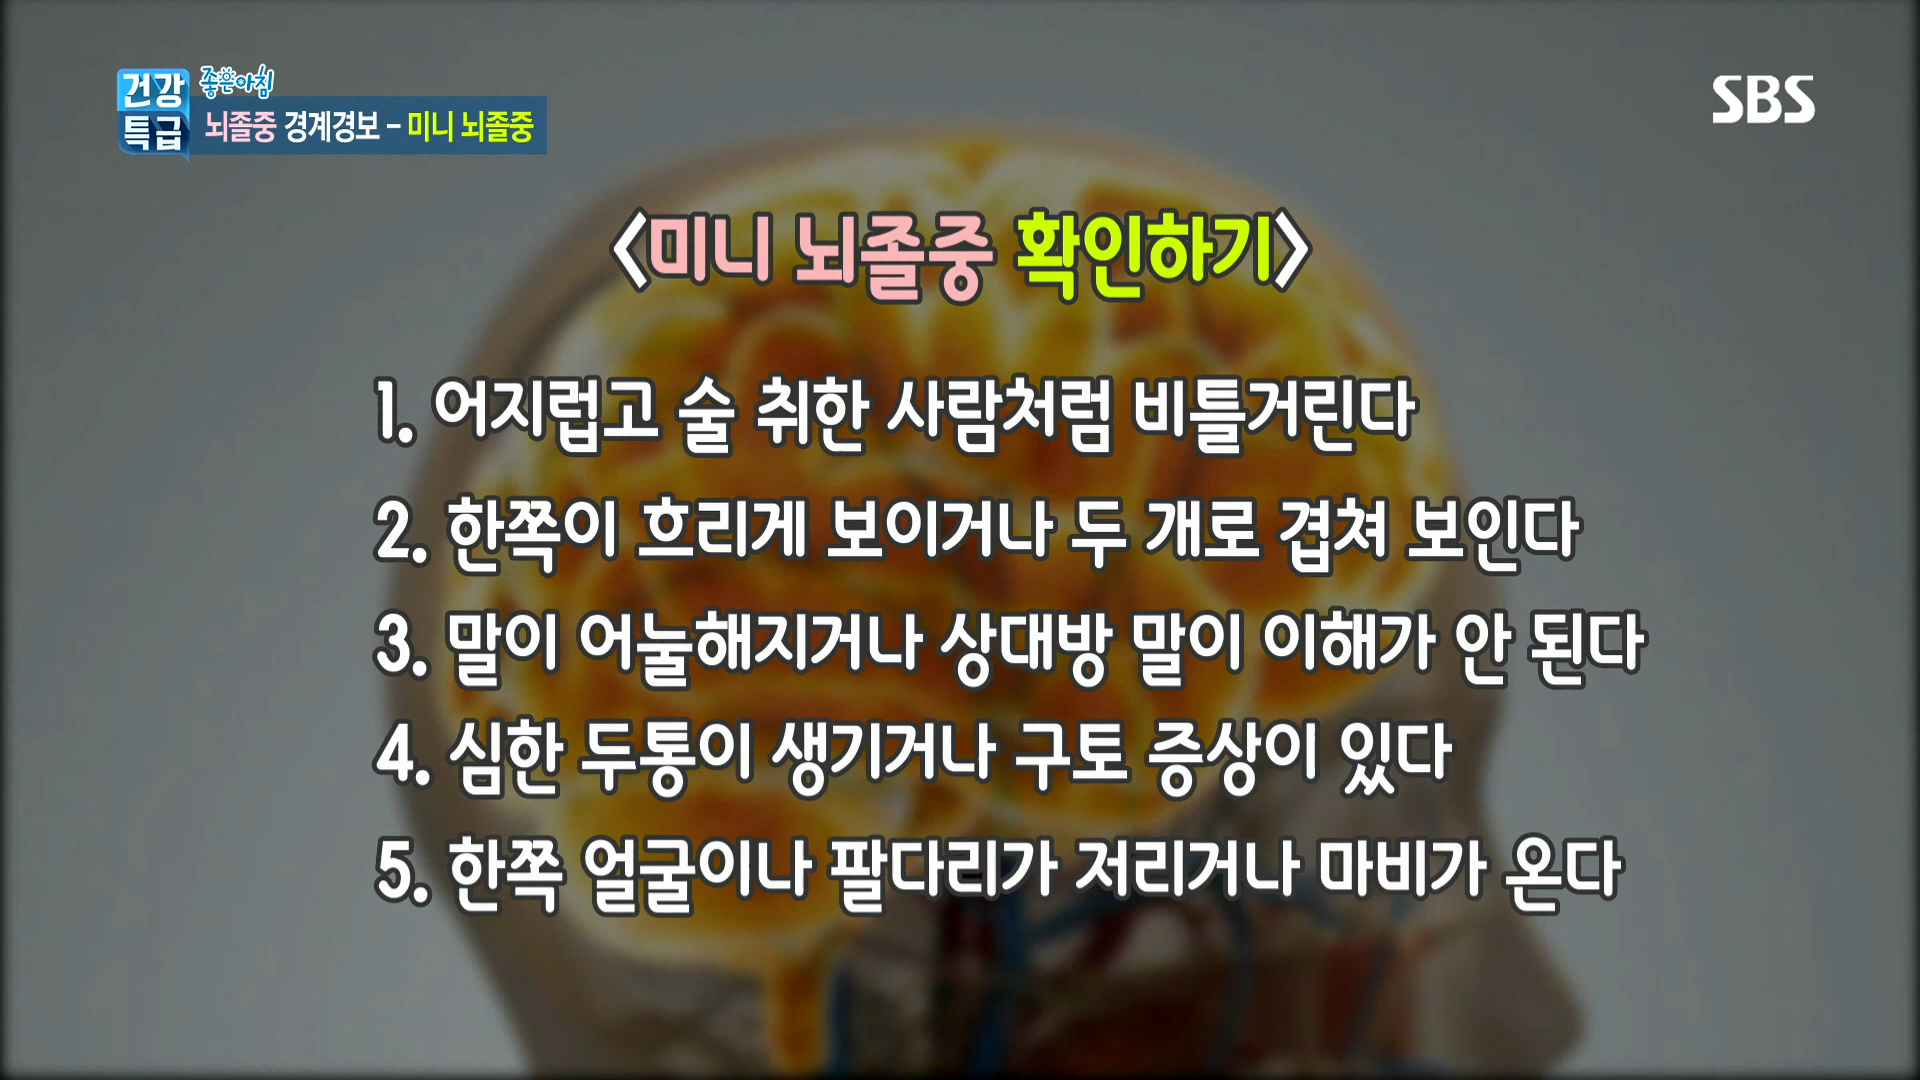 건강
특급
좋은아침
뇌졸중 경계경보 - 미니 뇌졸중
SBS
<미니 뇌졸중 확인하기>
1. 어지럽고 술 취한 사람처럼 비틀거린다
2. 한쪽이 흐리게 보이거나 두 개로 겹쳐 보인다
3. 말이 어눌해지거나 상대방 말이 이해가 안 된다
4. 심한 두통이 생기거나 구토 증상이 있다
5. 한쪽 얼굴이나 팔다리가 저리거나 마비가 온다